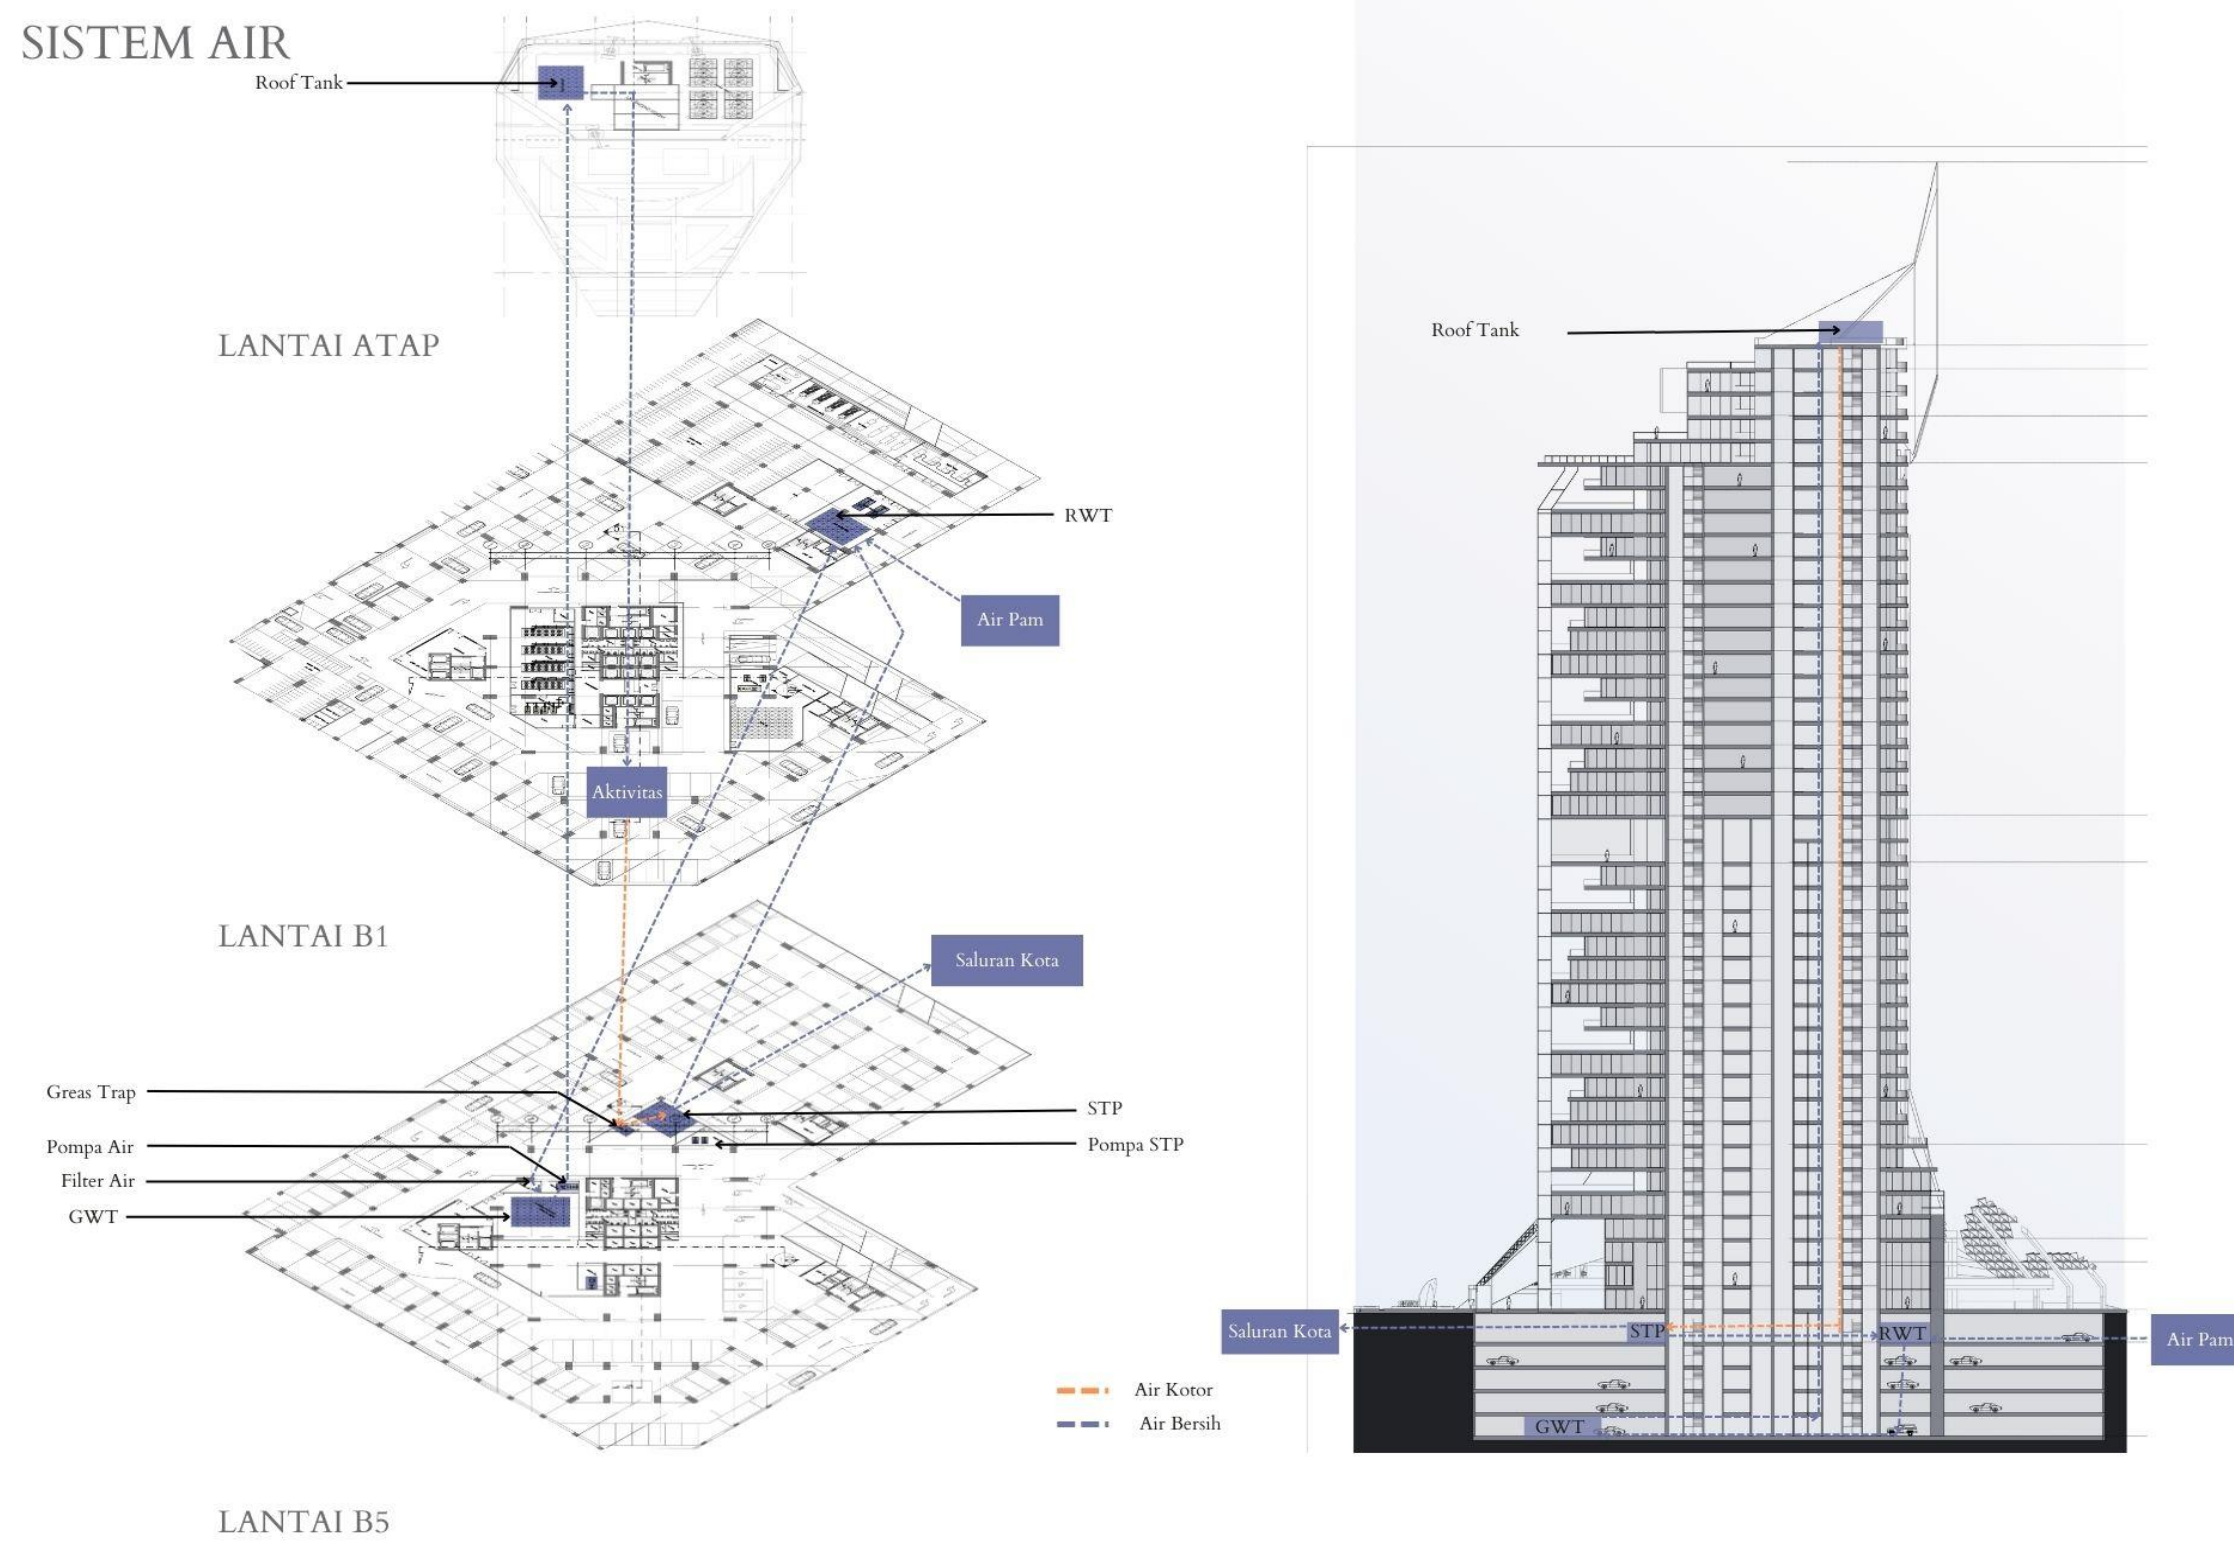 SISTEM AIR
Roof Tank
LANTAI ATAP
RWT
Air Pam
Aktivitas
LANTAI B1
Saluran Kota
Greas Trap
Pompa Air
Filter Air
GWT
STP
Pompa STP
Air Kotor
Air Bersih
LANTAI B5
Roof Tank
Saluran Kota
STP
RWT
Air Pam
GWT